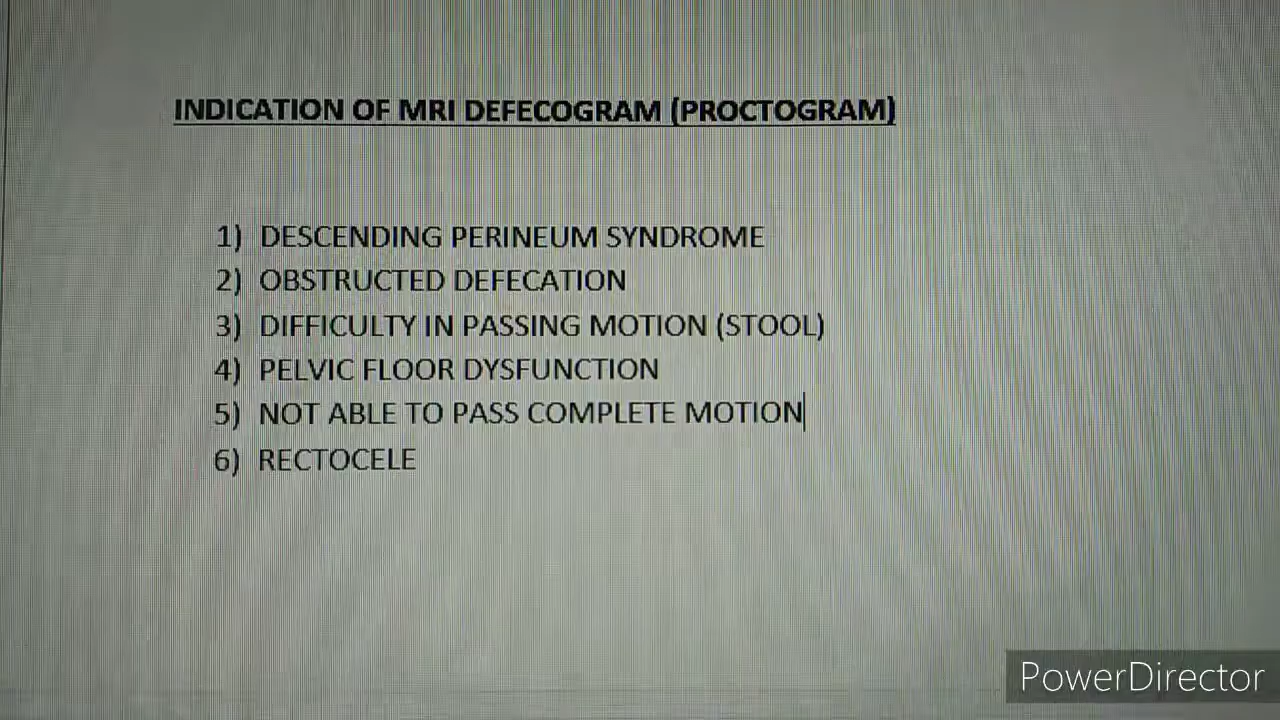 INDICATION OF MRI DEFECOGRAM (PROCTOGRAM)
1) DESCENDING PERINEUM SYNDROME
2) OBSTRUCTED DEFECATION
3) DIFFICULTY IN PASSING MOTION (STOOL)
4) PELVIC FLOOR DYSFUNCTION
5) NOT ABLE TO PASS COMPLETE MOTION
6) RECTOCELE
PowerDirector